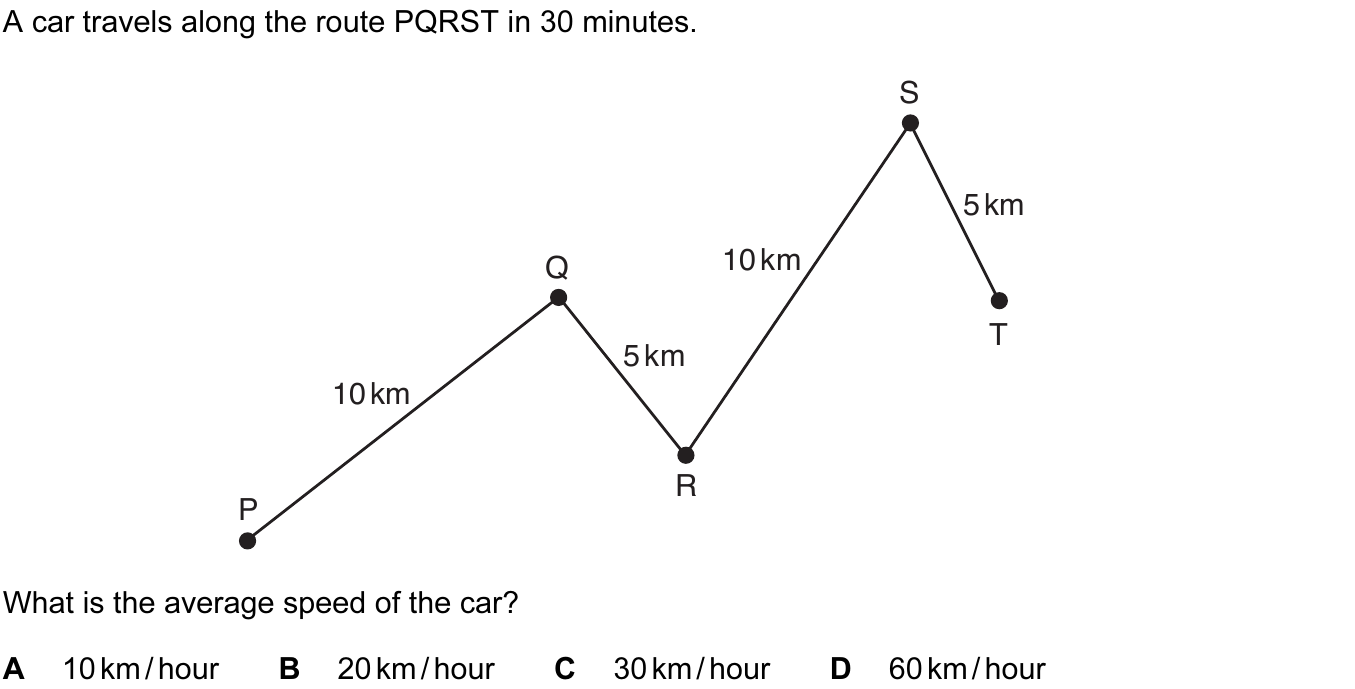 A car travels along the route PQRST in 30 minutes.
S
5 km
10 km
Q
5 km
T
10 km
R
P
What is the average speed of the car?
A 10 km / hour B 20 km / hour C 30 km / hour D 60 km / hour